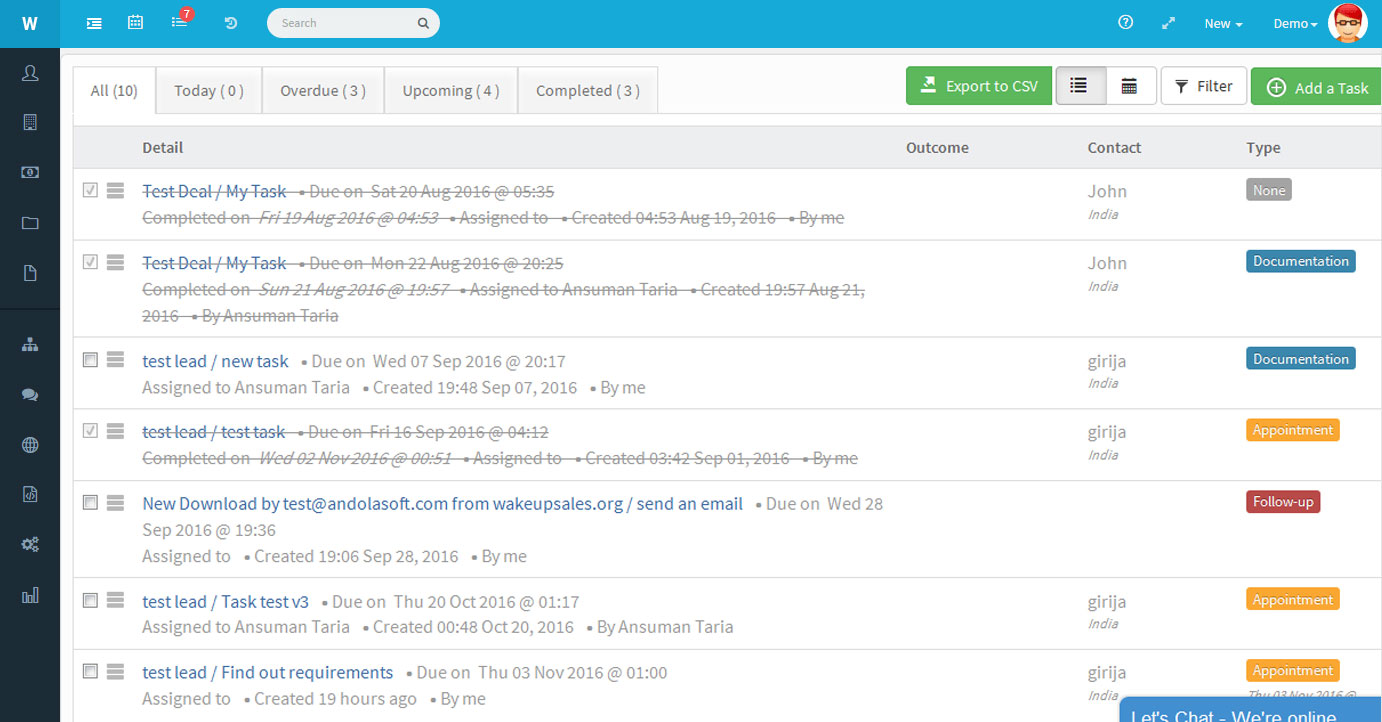 W
7
Search
New
Demo
All (10)
Today ( 0 )
Overdue ( 3 )
Upcoming ( 4 )
Completed ( 3 )
Export to CSV
Filter
Add a Task
Detail
Outcome
Contact
Type
Test Deal / My Task • Due on Sat 20 Aug 2016 @ 05:35
Completed on Fri 19 Aug 2016 @ 04:53 • Assigned to • Created 04:53 Aug 19, 2016 • By me
John
India
None
Test Deal / My Task • Due on Mon 22 Aug 2016 @ 20:25
Completed on Sun 21 Aug 2016 @ 19:57 • Assigned to Ansuman Taria • Created 19:57 Aug 21,
2016 • By Ansuman Taria
John
India
Documentation
test lead / new task • Due on Wed 07 Sep 2016 @ 20:17
Assigned to Ansuman Taria • Created 19:48 Sep 07, 2016 • By me
girija
India
Documentation
test lead / test task • Due on Fri 16 Sep 2016 @ 04:12
Completed on Wed 02 Nov 2016 @ 00:51 • Assigned to • Created 03:42 Sep 01, 2016 • By me
girija
India
Appointment
New Download by test@andolasoft.com from wakeupsales.org / send an email • Due on Wed 28
Sep 2016 @ 19:36
Assigned to • Created 19:06 Sep 28, 2016 • By me
Follow-up
test lead / Task test v3 • Due on Thu 20 Oct 2016 @ 01:17
Assigned to Ansuman Taria • Created 00:48 Oct 20, 2016 • By Ansuman Taria
girija
India
Appointment
test lead / Find out requirements • Due on Thu 03 Nov 2016 @ 01:00
Assigned to • Created 19 hours ago • By me
girija
India
Appointment
Thu 03 Nov 2016 @
Let's Chat - We're online